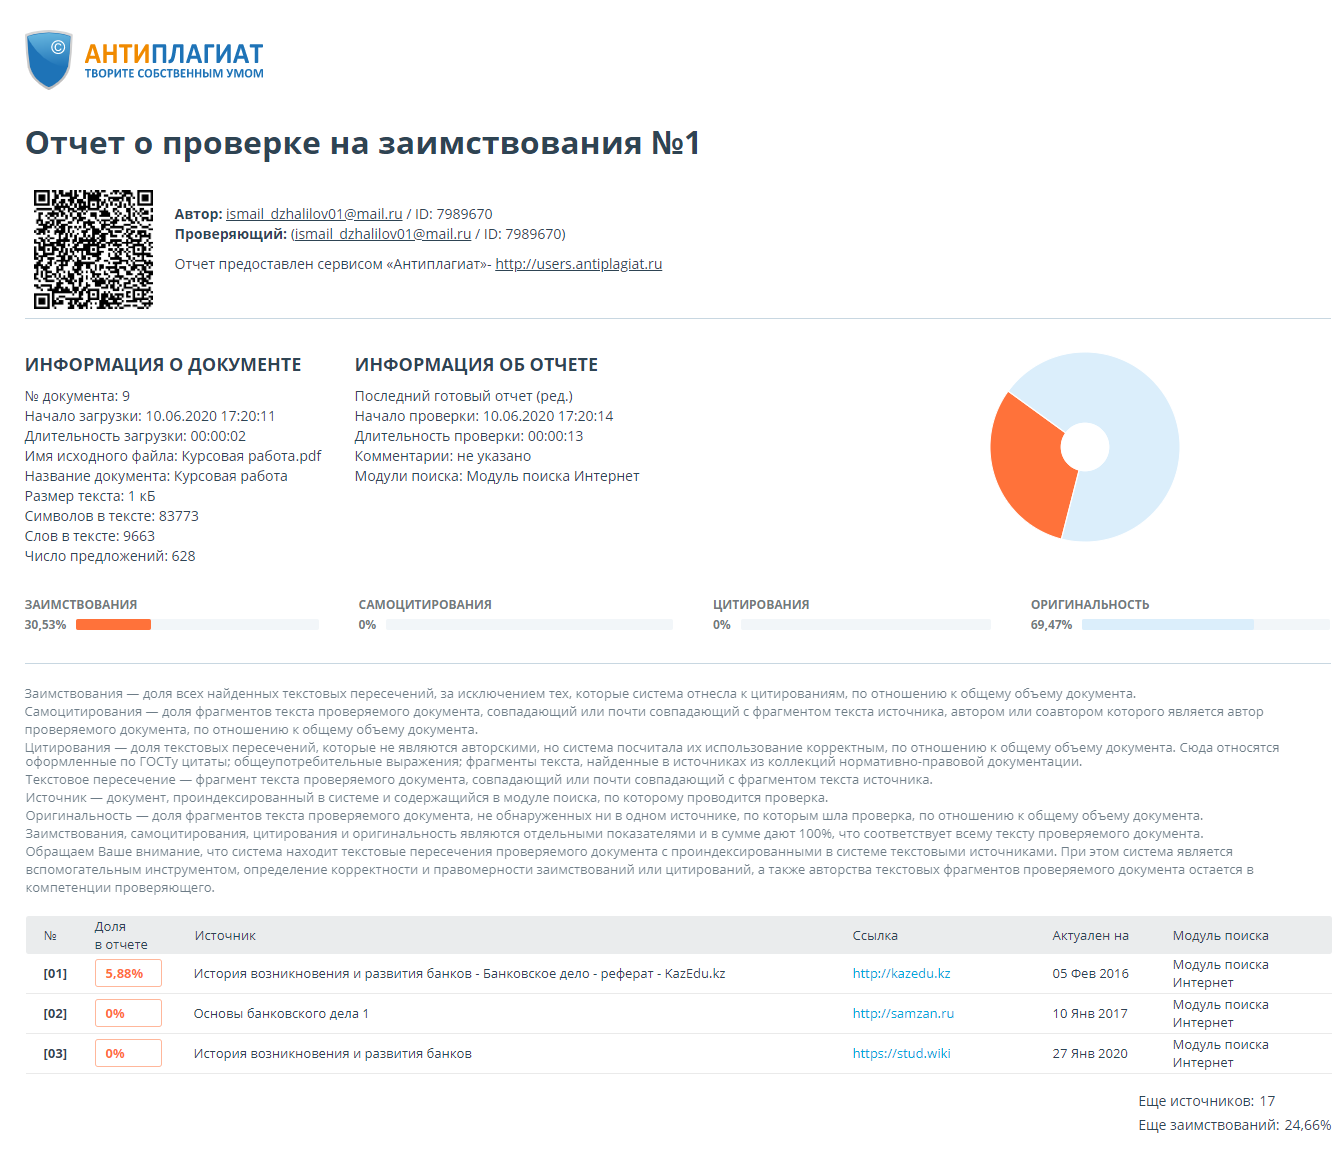 ©
АНТИПЛАГИАТ
ТВОРИТЕ СОБСТВЕННЫМ УМОМ
Отчет о проверке на заимствования №1
Автор: ismail_dzhalilov01@mail.ru / ID: 7989670
Проверяющий: (ismail_dzhalilov01@mail.ru / ID: 7989670)
Отчет предоставлен сервисом «Антиплагиат»- http://users.antiplagiat.ru
ИНФОРМАЦИЯ О ДОКУМЕНТЕ
№ документа: 9
Начало загрузки: 10.06.2020 17:20:11
Длительность загрузки: 00:00:02
Имя исходного файла: Курсовая работа.pdf
Название документа: Курсовая работа
Размер текста: 1 кБ
Символов в тексте: 83773
Слов в тексте: 9663
Число предложений: 628
ИНФОРМАЦИЯ ОБ ОТЧЕТЕ
Последний готовый отчет (ред.)
Начало проверки: 10.06.2020 17:20:14
Длительность проверки: 00:00:13
Комментарии: не указано
Модули поиска: Модуль поиска Интернет
ЗАИМСТВОВАНИЯ
30,53%
САМОЦИТИРОВАНИЯ
0%
ЦИТИРОВАНИЯ
0%
ОРИГИНАЛЬНОСТЬ
69,47%
Заимствования — доля всех найденных текстовых пересечений, за исключением тех, которые система отнесла к цитированиям, по отношению к общему объему документа.
Самоцитирования — доля фрагментов текста проверяемого документа, совпадающий или почти совпадающий с фрагментом текста источника, автором или соавтором которого является автор
проверяемого документа, по отношению к общему объему документа.
Цитирования — доля текстовых пересечений, которые не являются авторскими, но система посчитала их использование корректным, по отношению к общему объему документа. Сюда относятся
оформленные по ГОСТу цитаты; общеупотребительные выражения; фрагменты текста, найденные в источниках из коллекций нормативно-правовой документации.
Текстовое пересечение — фрагмент текста проверяемого документа, совпадающий или почти совпадающий с фрагментом текста источника.
Источник — документ, проиндексированный в системе и содержащийся в модуле поиска, по которому проводится проверка.
Оригинальность — доля фрагментов текста проверяемого документа, не обнаруженных ни в одном источнике, по которым шла проверка, по отношению к общему объему документа.
Заимствования, самоцитирования, цитирования и оригинальность являются отдельными показателями и в сумме дают 100%, что соответствует всему тексту проверяемого документа.
Обращаем Ваше внимание, что система находит текстовые пересечения проверяемого документа с проиндексированными в системе текстовыми источниками. При этом система является
вспомогательным инструментом, определение корректности и правомерности заимствований или цитирований, а также авторства текстовых фрагментов проверяемого документа остается в
компетенции проверяющего.
№ Доля в отчете Источник Ссылка Актуален на Модуль поиска
[01] 5,88% История возникновения и развития банков - Банковское дело - реферат - KazEdu.kz http://kazedu.kz 05 Фев 2016 Модуль поиска Интернет
[02] 0% Основы банковского дела 1 http://samzan.ru 10 Янв 2017 Модуль поиска Интернет
[03] 0% История возникновения и развития банков https://stud.wiki 27 Янв 2020 Модуль поиска Интернет
Еще источников: 17
Еще заимствований: 24,66%